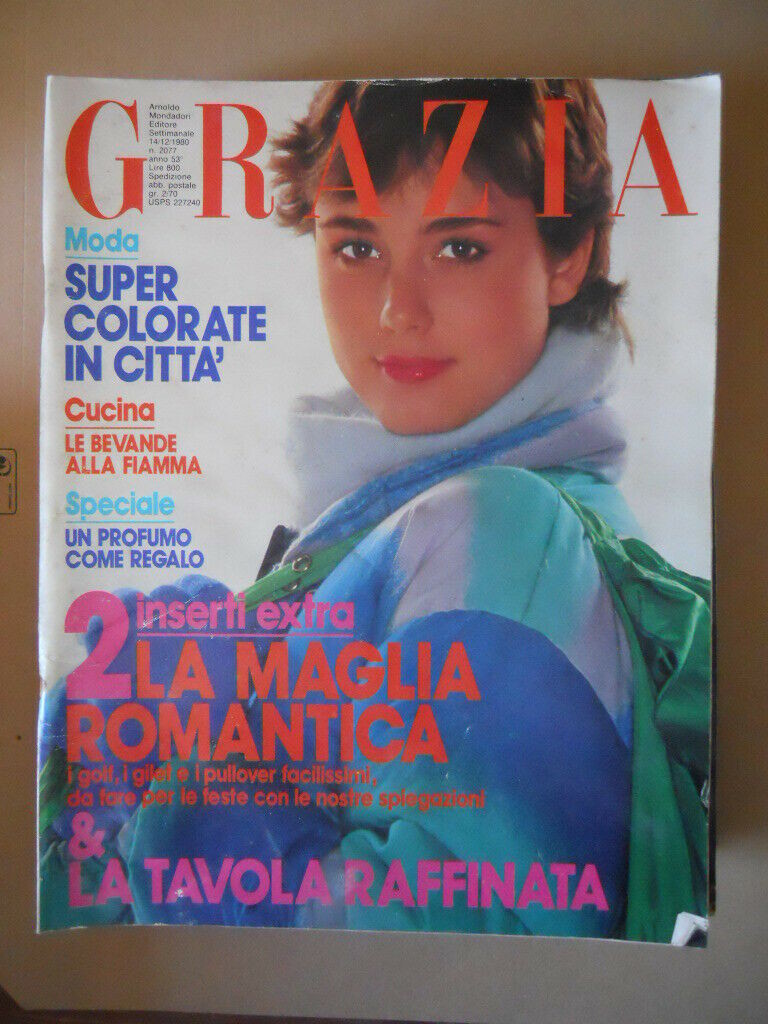 GRAZIA
Arnoldo
Mondadori
Editore
Settimanale
14/12/1980
n. 2077
anno 53°
Lire 800
Spedizione
abb. postale
gr. 2/70
USPS 227240
Moda
SUPER
COLORATE
IN CITTA'
Cucina
LE BEVANDE
ALLA FIAMMA
Speciale
UN PROFUMO
COME REGALO
2 inserti extra
LA MAGLIA
ROMANTICA
i golf, i gilet e i pullover facilissimi,
da fare per le feste con le nostre spiegazioni
&
LA TAVOLA RAFFINATA